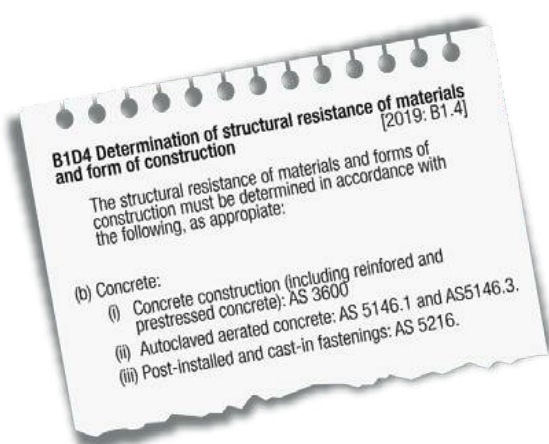 B1D4 Determination of structural resistance of materials
and form of construction [2019: B1.4]
The structural resistance of materials and forms of
construction must be determined in accordance with
the following, as appropiate:
(b) Concrete:
(i) Concrete construction (including reinfored and
prestressed concrete): AS 3600
(ii) Autoclaved aerated concrete: AS 5146.1 and AS5146.3.
(iii) Post-installed and cast-in fastenings: AS 5216.